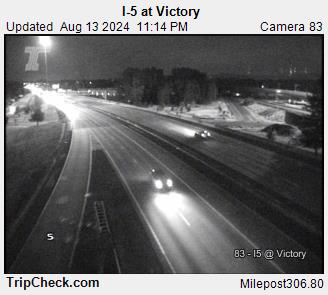 I-5 at Victory
Updated Aug 13 2024 11:14 PM Camera 83
T
S
83 - I5 @ Victory
TripCheck.com Milepost306.80